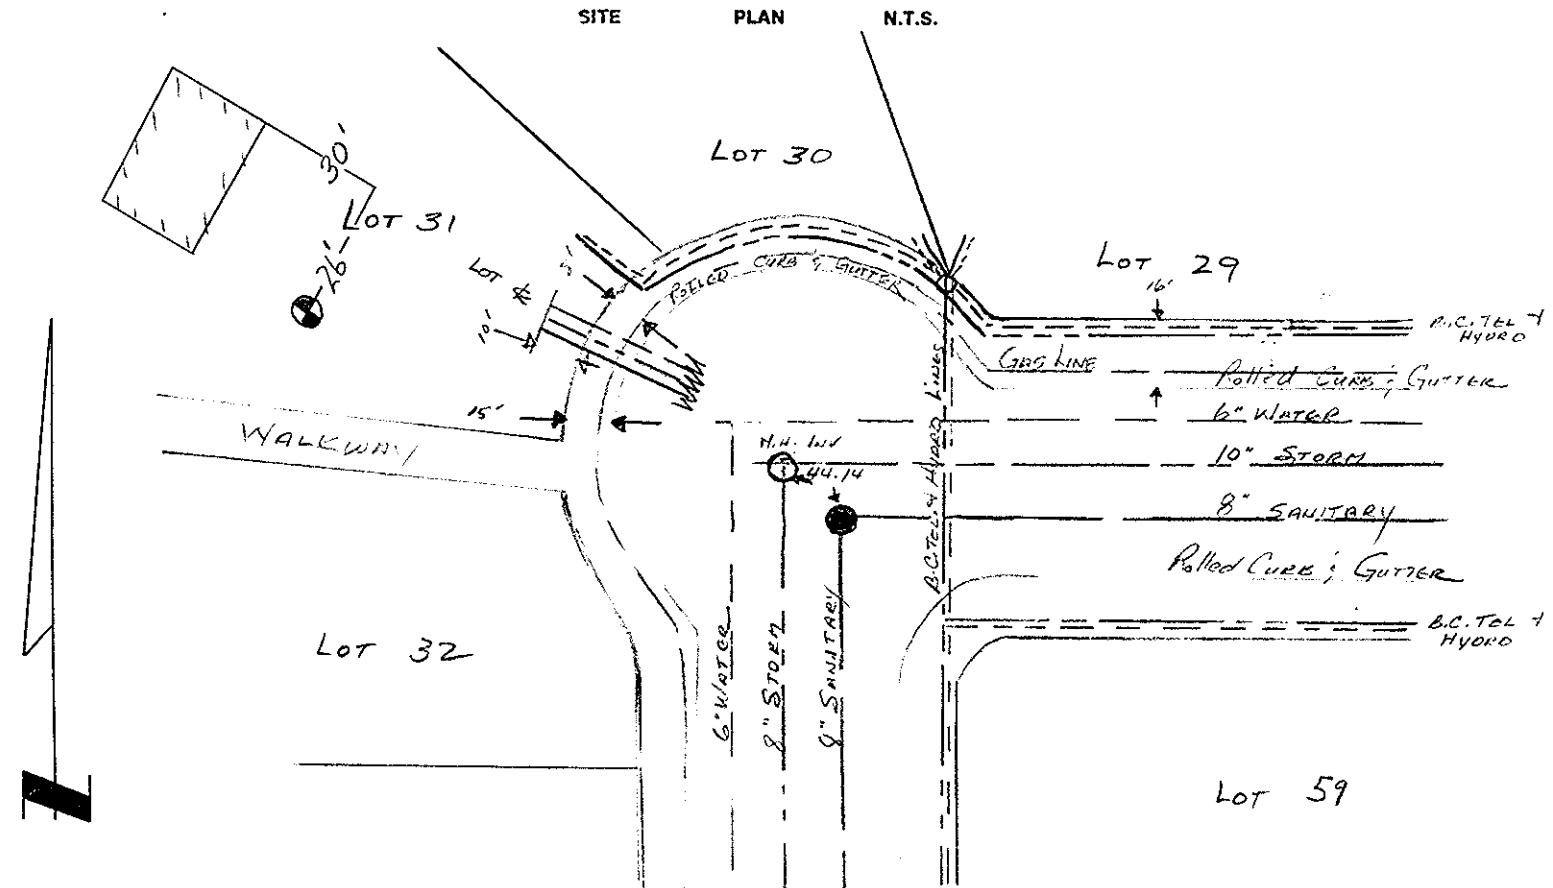 SITE PLAN N.T.S.
LOT 30
30'
LOT 31
26'
LOT 29
16'
LOT
5'
10'
ROLLED CURB & GUTTER
B.C. TEL &
HYDRO
GAS LINE
Rolled CURB & GUTTER
15'
6" WATER
WALKWAY
M.H. INV
44.14
10" STORM
8" SANITARY
B.C. TEL. & HYDRO LINES
Rolled CURB & GUTTER
B.C. TEL &
HYDRO
LOT 32
6" WATER
8" STORM
8" SANITARY
LOT 59